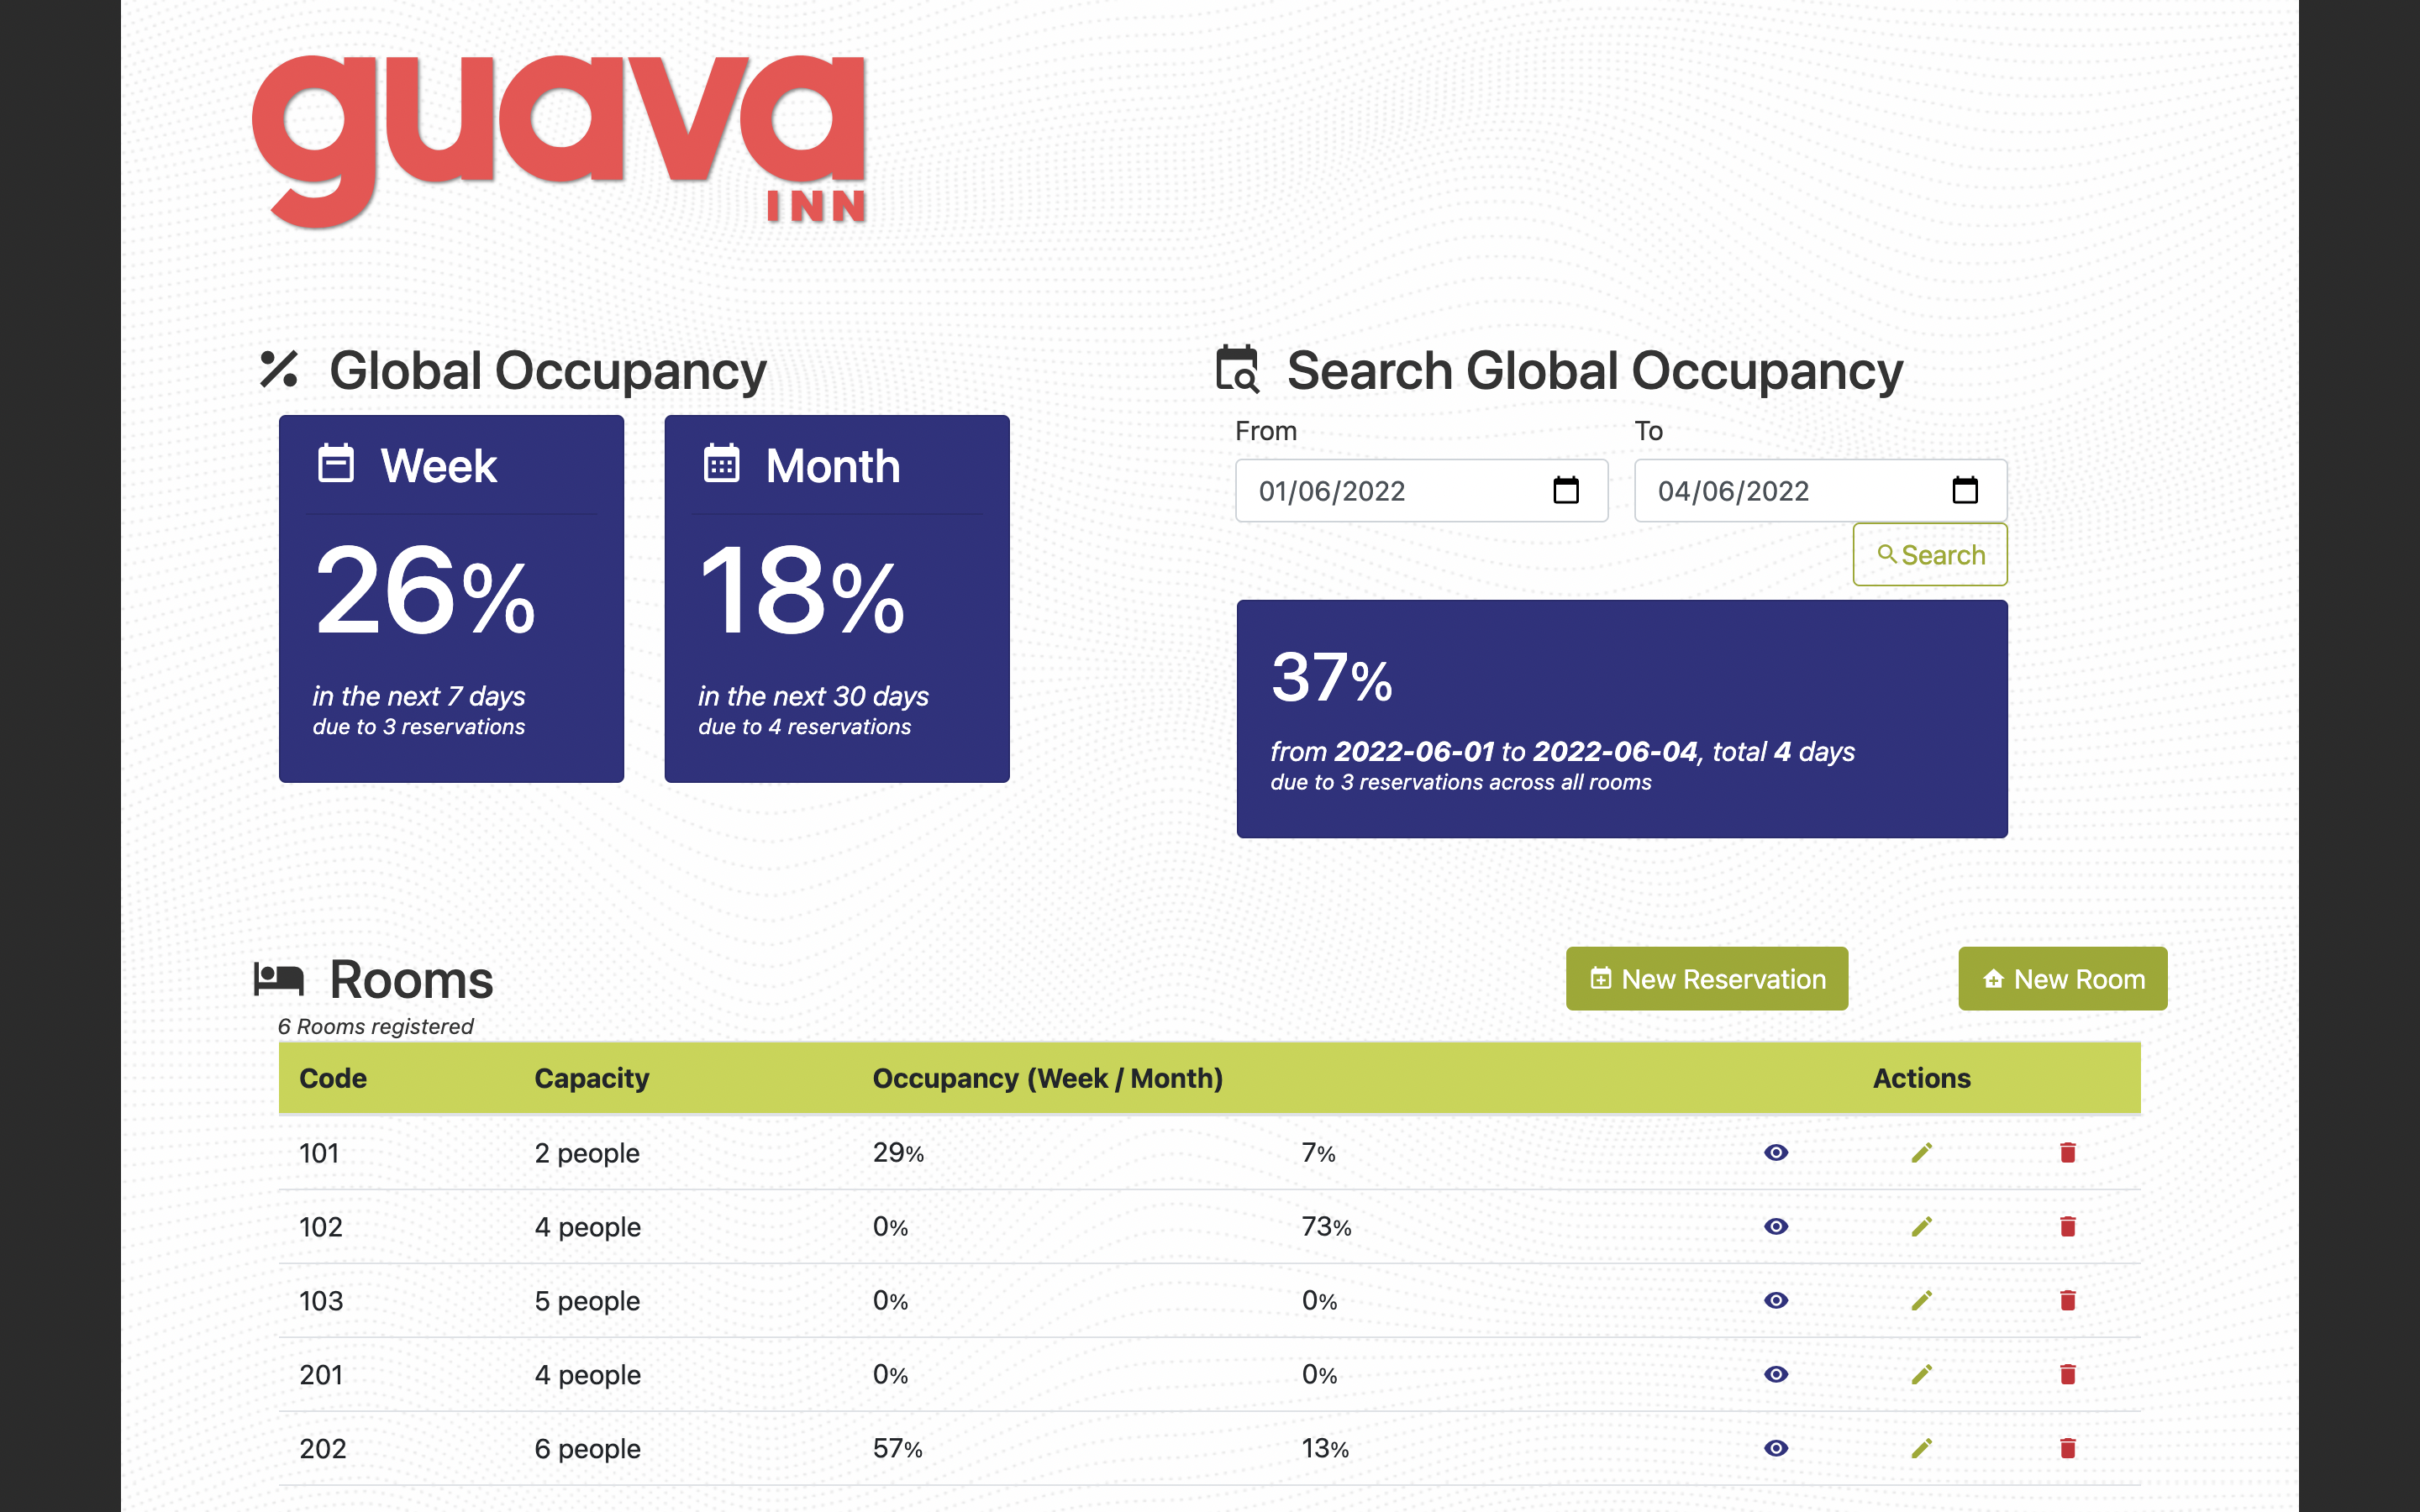 guava
INN
Global Occupancy
Week
26%
in the next 7 days
due to 3 reservations
Month
18%
in the next 30 days
due to 4 reservations
Search Global Occupancy
From
To
01/06/2022
04/06/2022
Search
37%
from 2022-06-01 to 2022-06-04, total 4 days
due to 3 reservations across all rooms
Rooms
6 Rooms registered
New Reservation
New Room
Code Capacity Occupancy (Week / Month) Actions
101 2 people 29% 7%
102 4 people 0% 73%
103 5 people 0% 0%
201 4 people 0% 0%
202 6 people 57% 13%